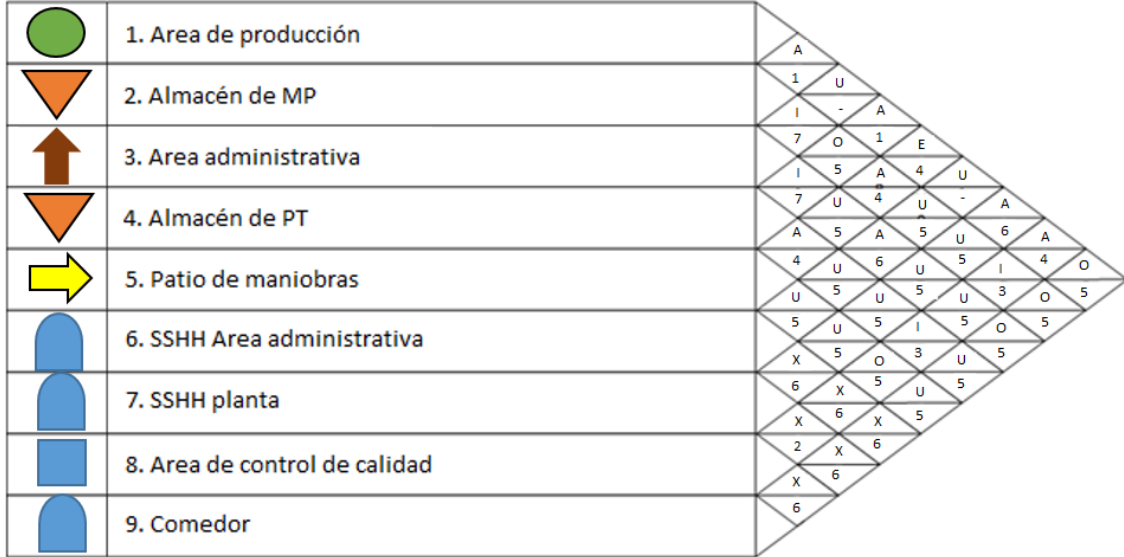 1. Area de producción
A
1 U
2. Almacén de MP
I - A
7 O 1 E
3. Area administrativa
I 5 A 4 U
7 U 4 U - A
4. Almacén de PT
A 5 A 5 U 6 A
4 U 6 U 5 I 4 O
5. Patio de maniobras
U 5 U 5 U 3 O 5
5 U 5 I 5 O 5
6. SSHH Area administrativa
X 5 O 3 U 5
6 X 5 U 5
7. SSHH planta
X 6 X 5
2 X 6
8. Area de control de calidad
X 6
6
9. Comedor